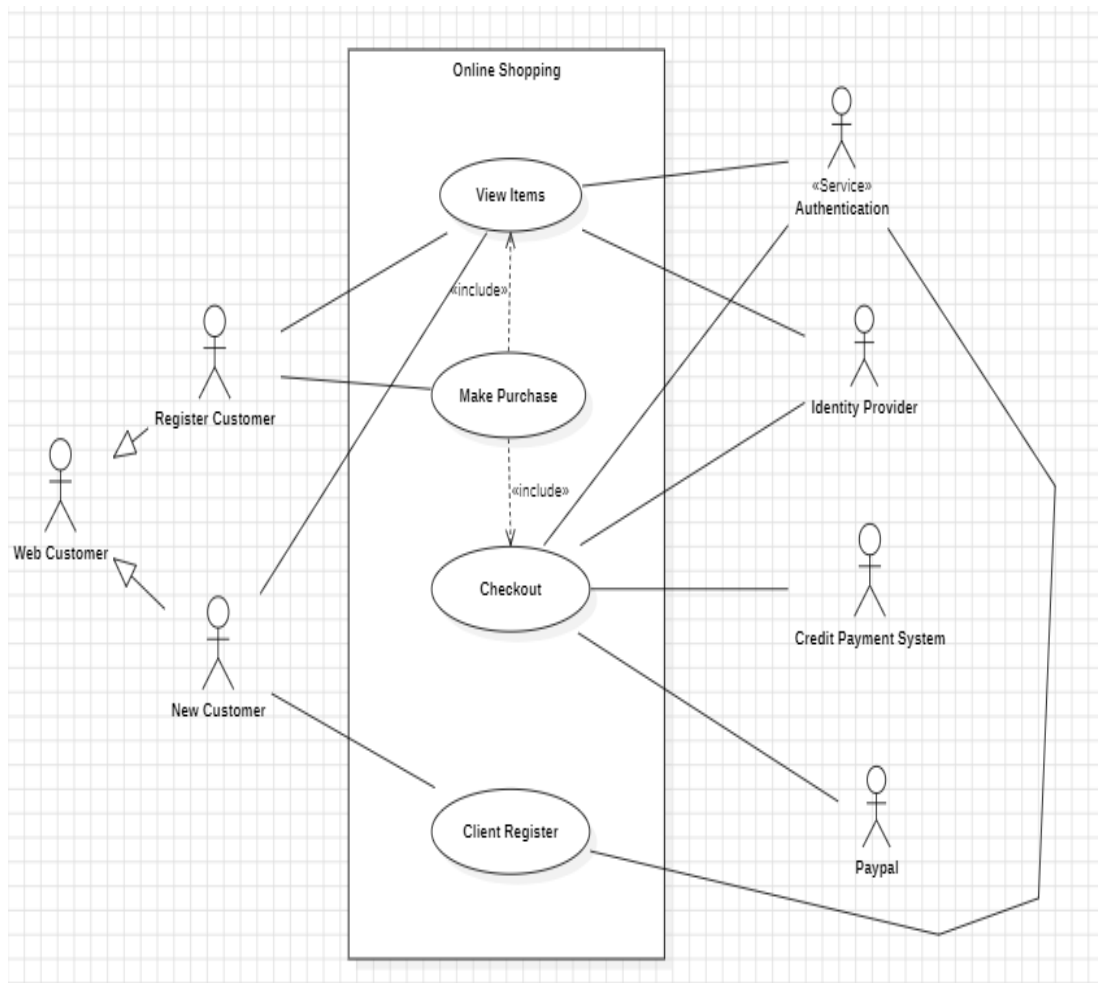 Online Shopping
View Items
«Service»
Authentication
«include»
Make Purchase
Register Customer
Identity Provider
«include»
Web Customer
Checkout
Credit Payment System
New Customer
Client Register
Paypal